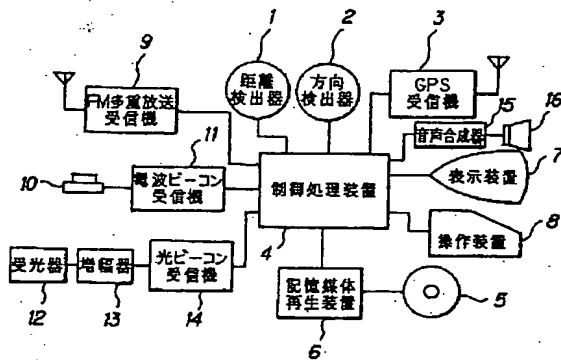 1
2
3
9
距離
検出器
方向
検出器
GPS
受信機
FM多重放送
受信機
15
16
音声合成器
11
10
電波ビーコン
受信機
制御処理装置
表示装置
7
4
操作装置
8
受光器
増幅器
光ビーコン
受信機
12
13
14
記憶媒体
再生装置
5
6